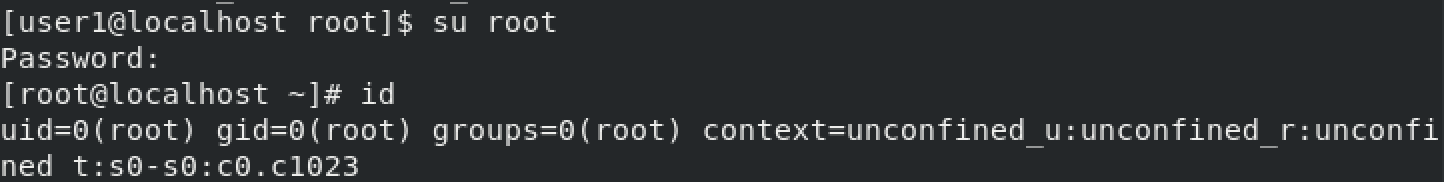 [user1@localhost root]$ su root
Password:
[root@localhost ~]# id
uid=0(root) gid=0(root) groups=0(root) context=unconfined_u:unconfined_r:unconfi
ned_t:s0-s0:c0.c1023